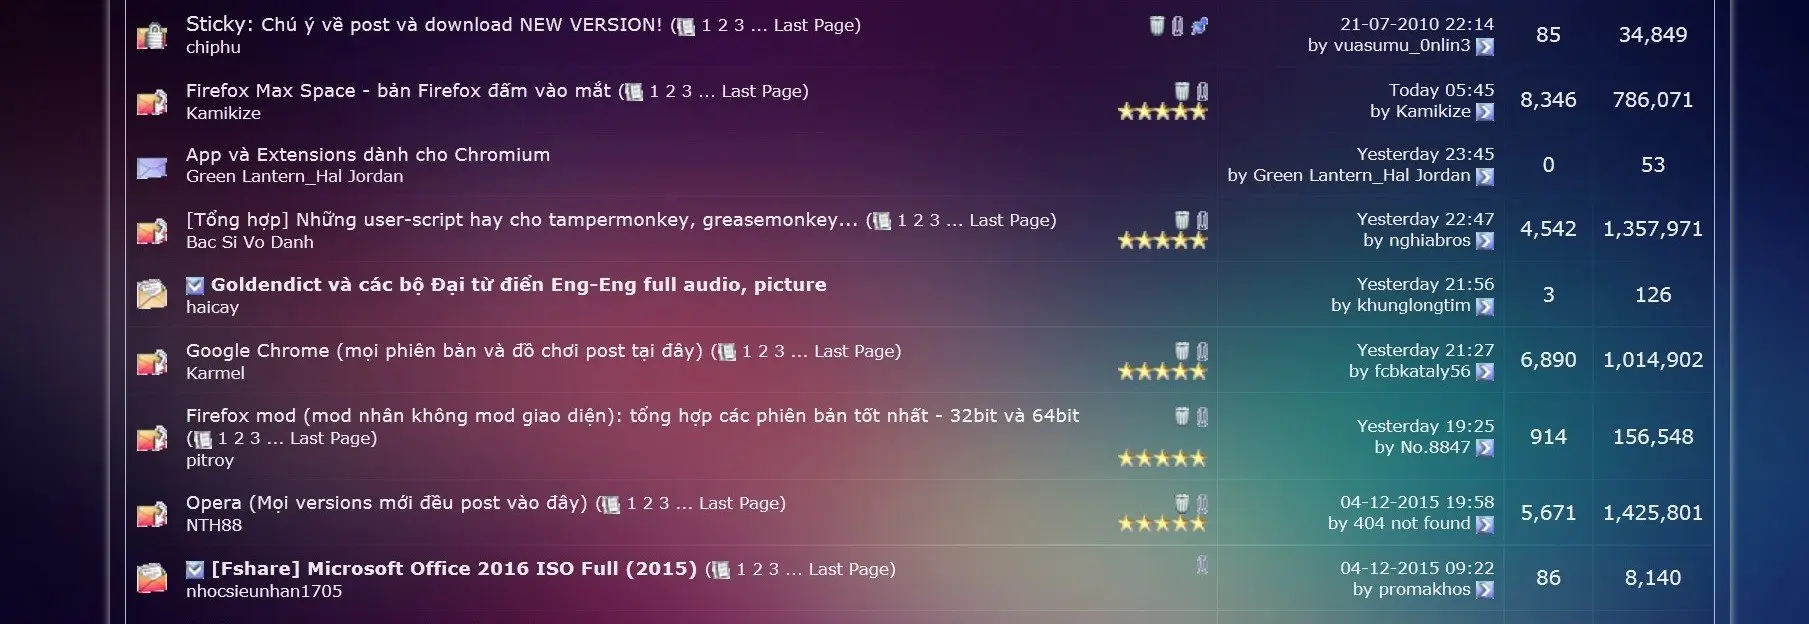 Sticky: Chú ý về post và download NEW VERSION! (1 2 3 ... Last Page)
chiphu
21-07-2010 22:14
by vuasumu_0nlin3
85
34,849
Firefox Max Space - bản Firefox đấm vào mắt (1 2 3 ... Last Page)
Kamikize
Today 05:45
by Kamikize
8,346
786,071
App và Extensions dành cho Chromium
Green Lantern_Hal Jordan
Yesterday 23:45
by Green Lantern_Hal Jordan
0
53
[Tổng hợp] Những user-script hay cho tampermonkey, greasemonkey... (1 2 3 ... Last Page)
Bac Si Vo Danh
Yesterday 22:47
by nghiabros
4,542
1,357,971
Goldendict và các bộ Đại từ điển Eng-Eng full audio, picture
haicay
Yesterday 21:56
by khunglongtim
3
126
Google Chrome (mọi phiên bản và đồ chơi post tại đây) (1 2 3 ... Last Page)
Karmel
Yesterday 21:27
by fcbkataly56
6,890
1,014,902
Firefox mod (mod nhân không mod giao diện): tổng hợp các phiên bản tốt nhất - 32bit và 64bit
(1 2 3 ... Last Page)
pitroy
Yesterday 19:25
by No.8847
914
156,548
Opera (Mọi versions mới đều post vào đây) (1 2 3 ... Last Page)
NTH88
04-12-2015 19:58
by 404 not found
5,671
1,425,801
[Fshare] Microsoft Office 2016 ISO Full (2015) (1 2 3 ... Last Page)
nhocsieunhan1705
04-12-2015 09:22
by promakhos
86
8,140